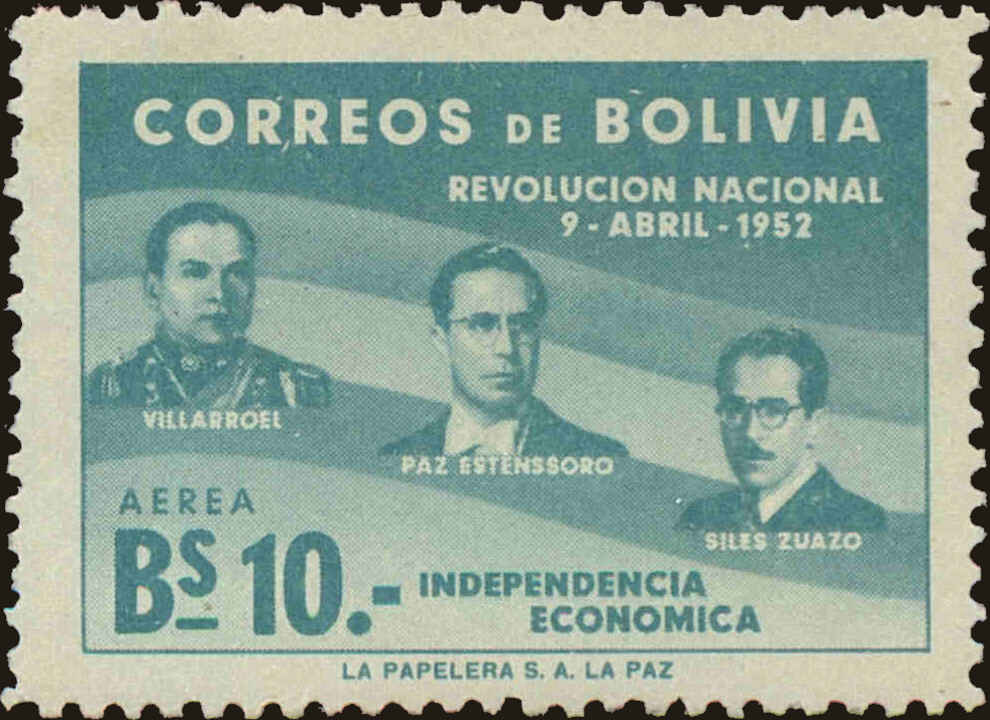 CORREOS DE BOLIVIA
REVOLUCION NACIONAL
9 - ABRIL - 1952
VILLARROEL
PAZ ESTENSSORO
SILES ZUAZO
AEREA
Bs 10.-
INDEPENDENCIA
ECONOMICA
LA PAPELERA S. A. LA PAZ